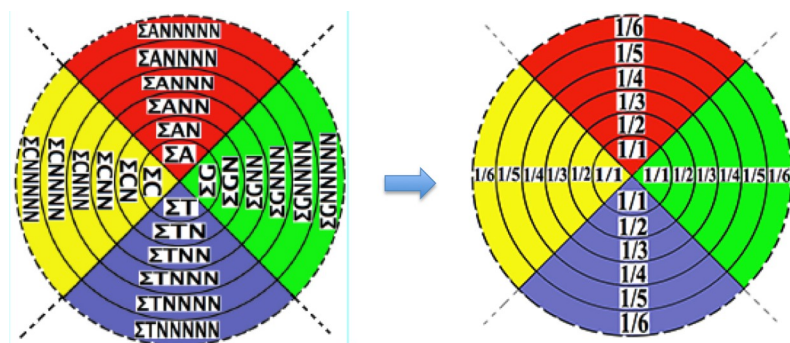 ΣANNNNN
ΣANNNN
ΣANNN
ΣANN
ΣAN
ΣA
ΣCNNNNN
ΣCNNNN
ΣCNNN
ΣCNN
ΣCN
ΣC
ΣG
ΣGN
ΣGNN
ΣGNNN
ΣGNNNN
ΣGNNNNN
ΣT
ΣTN
ΣTNN
ΣTNNN
ΣTNNNN
ΣTNNNNN
1/6
1/5
1/4
1/3
1/2
1/1
1/6 1/5 1/4 1/3 1/2 1/1 1/1 1/2 1/3 1/4 1/5 1/6
1/1
1/2
1/3
1/4
1/5
1/6